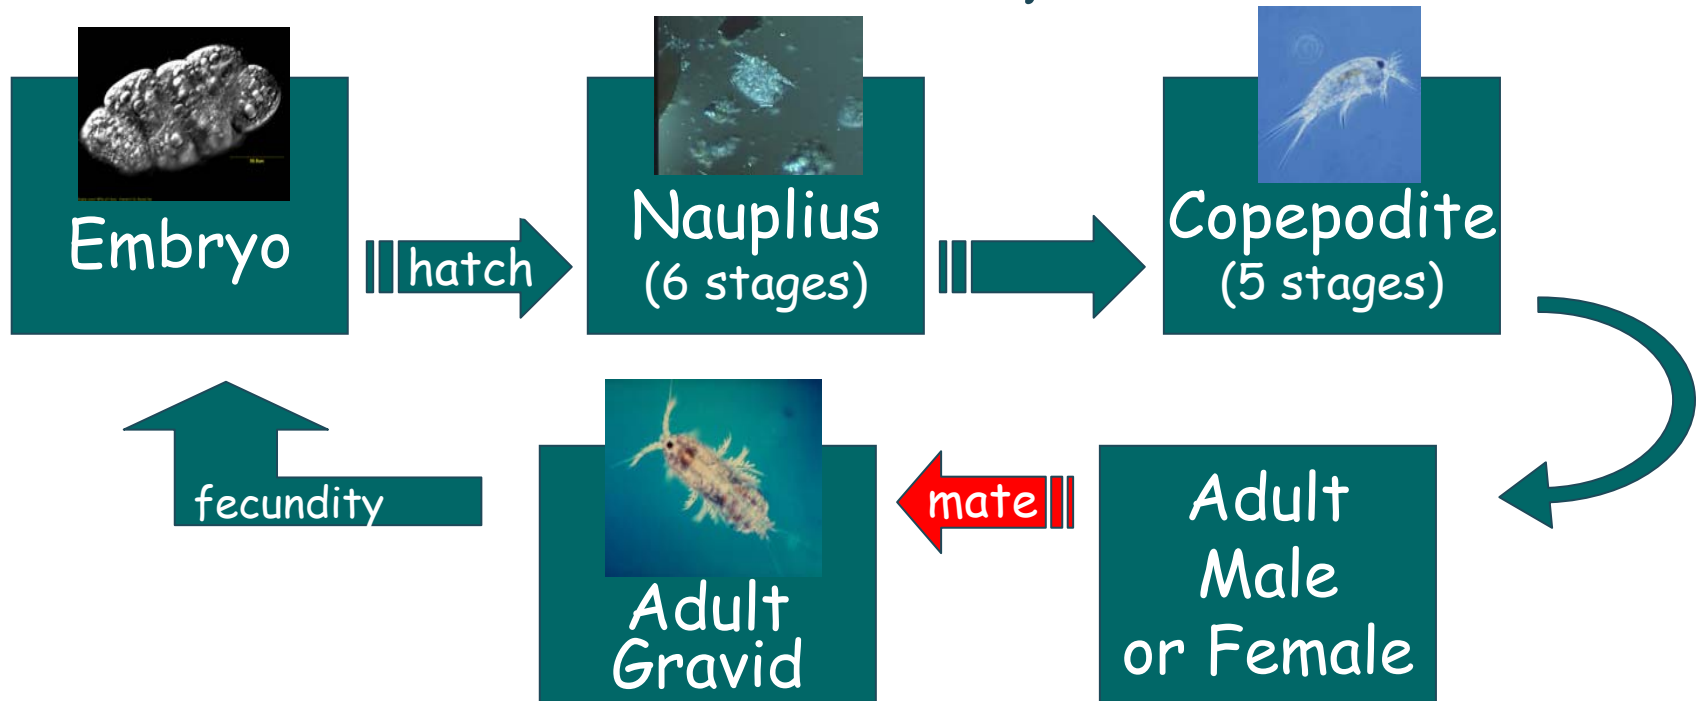 Embryo
hatch
Nauplius
(6 stages)
Copepodite
(5 stages)
fecundity
Adult
Gravid
mate
Adult
Male
or Female